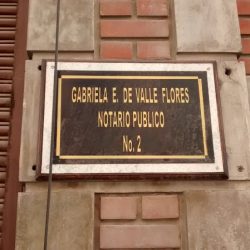 GABRIELA E. DE VALLE FLORES
NOTARIO PUBLICO
No. 2